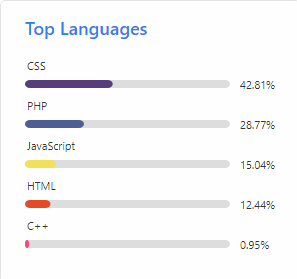 Top Languages
CSS
42.81%
PHP
28.77%
JavaScript
15.04%
HTML
12.44%
C++
0.95%